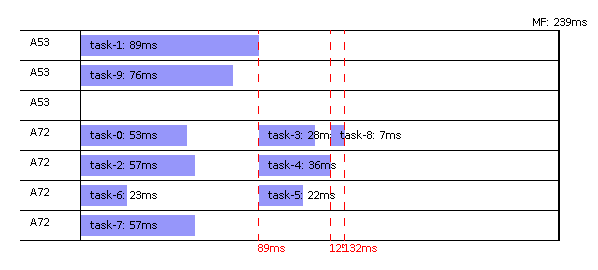 MF: 239ms
A53 task-1: 89ms
A53 task-9: 76ms
A53
A72 task-0: 53ms task-3: 28m task-8: 7ms
A72 task-2: 57ms task-4: 36ms
A72 task-6: 23ms task-5: 22ms
A72 task-7: 57ms
89ms 132ms